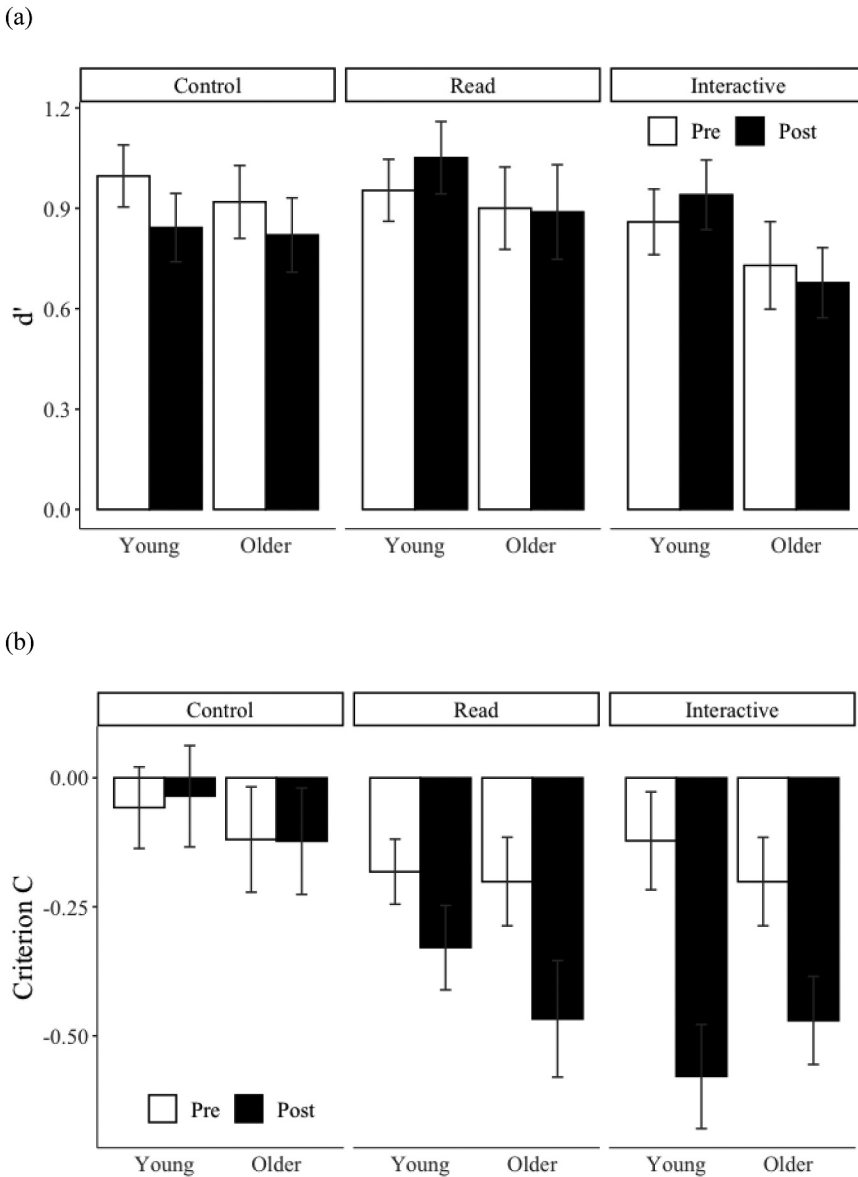 (a)
Control Read Interactive
1.2
Pre Post
0.9
0.6
d'
0.3
0.0
Young Older Young Older Young Older
(b)
Control Read Interactive
0.00
-0.25
Criterion C
-0.50
Pre Post
Young Older Young Older Young Older